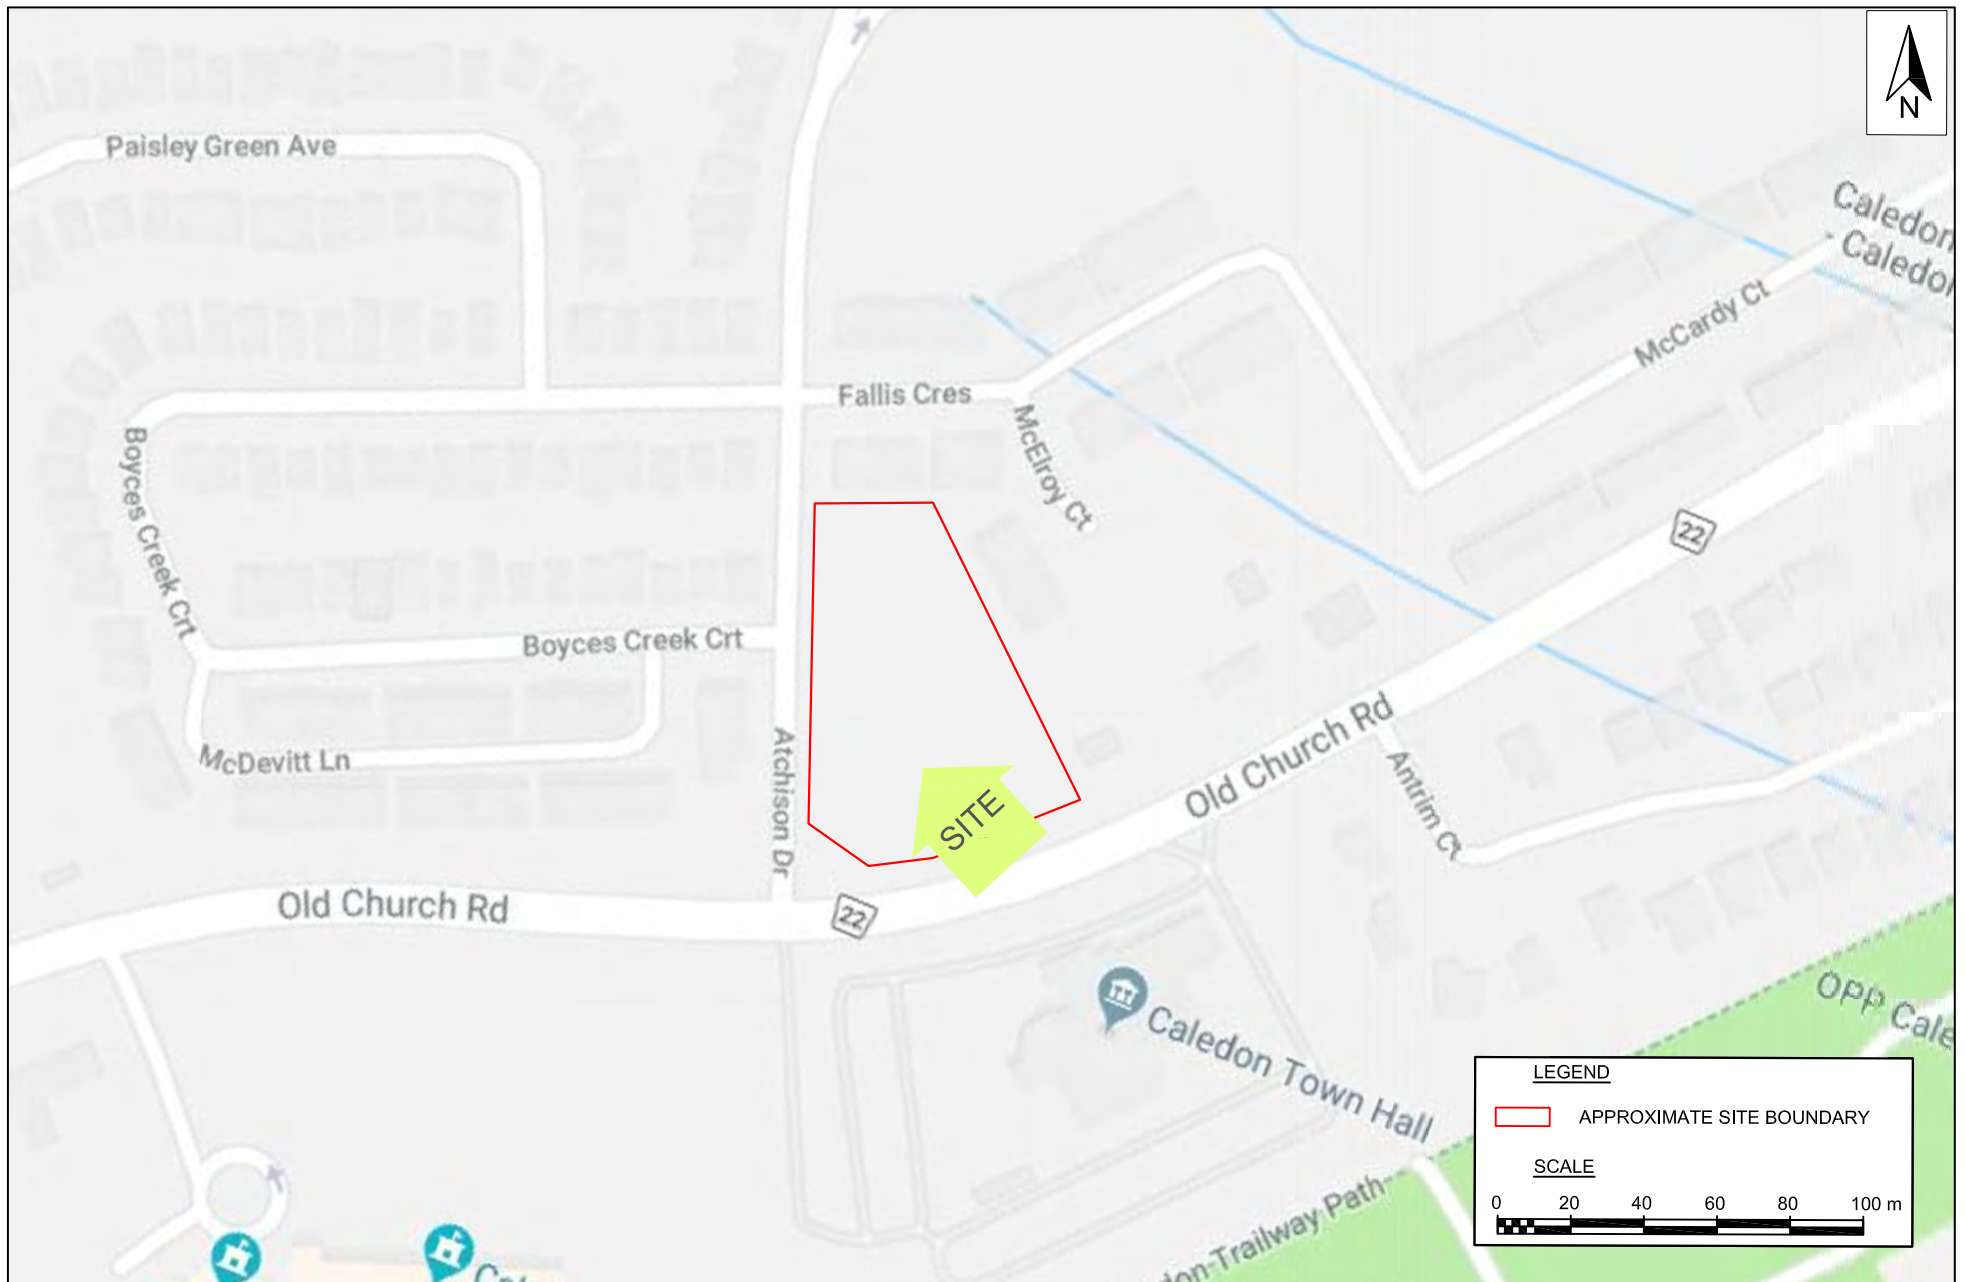 N
Paisley Green Ave
Caledon
Caledon
McCardy Ct
Fallis Cres
McElroy Ct
Boyces Creek Crt
22
Boyces Creek Crt
Old Church Rd
McDevitt Ln
Atchison Dr
Antrim Ct
SITE
Old Church Rd
22
Caledon Town Hall
OPP Cale
LEGEND
APPROXIMATE SITE BOUNDARY
SCALE
0 20 40 60 80 100 m
don-Trailway Path